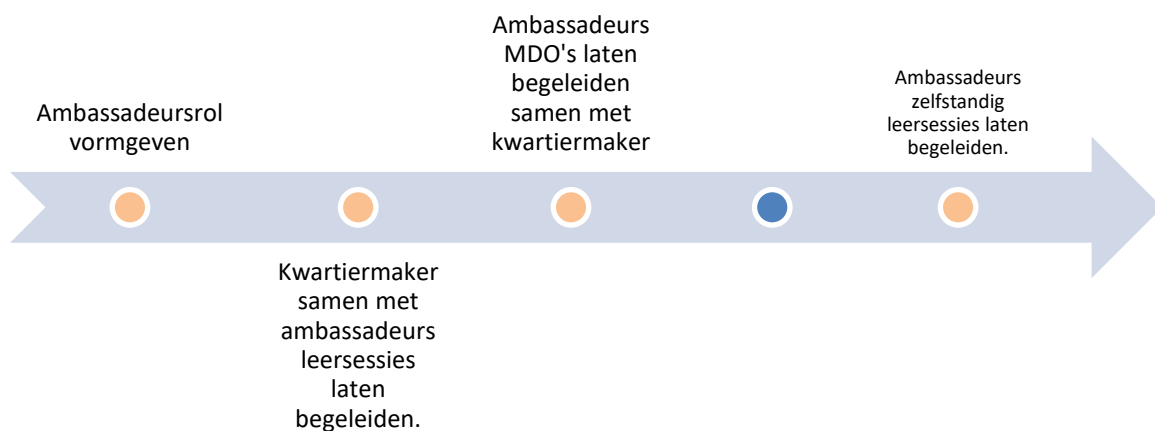 Ambassadeursrol
vormgeven
Kwartiermaker
samen met
ambassadeurs
leersessies
laten
begeleiden.
Ambassadeurs
MDO's laten
begeleiden
samen met
kwartiermaker
Ambassadeurs
zelfstandig
leersessies laten
begeleiden.